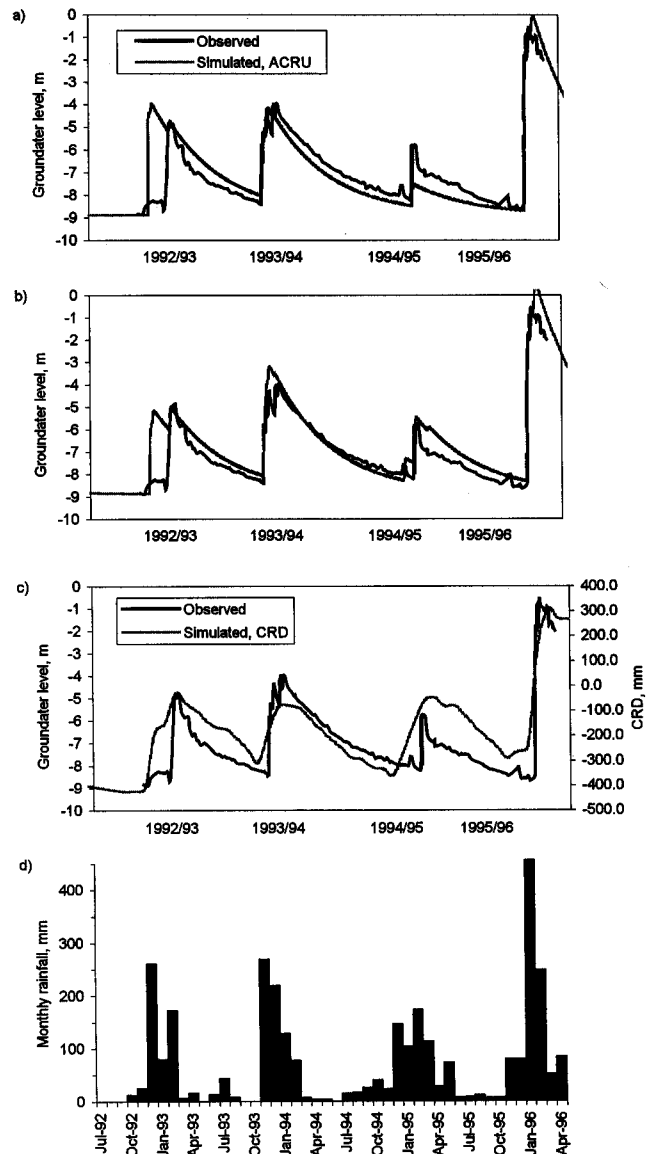 a)
Groundater level, m
0
-1
-2
-3
-4
-5
-6
-7
-8
-9
-10
Observed
Simulated, ACRU
1992/93 1993/94 1994/95 1995/96
b)
Groundater level, m
0
-1
-2
-3
-4
-5
-6
-7
-8
-9
-10
1992/93 1993/94 1994/95 1995/96
c)
Groundater level, m
0
-1
-2
-3
-4
-5
-6
-7
-8
-9
-10
Observed
Simulated, CRD
400.0
300.0
200.0
100.0
0.0
-100.0
-200.0
-300.0
-400.0
-500.0
CRD, mm
1992/93 1993/94 1994/95 1995/96
d)
Monthly rainfall, mm
400
300
200
100
0
Jul-92 Oct-92 Jan-93 Apr-93 Jul-93 Oct-93 Jan-94 Apr-94 Jul-94 Oct-94 Jan-95 Apr-95 Jul-95 Oct-95 Jan-96 Apr-96